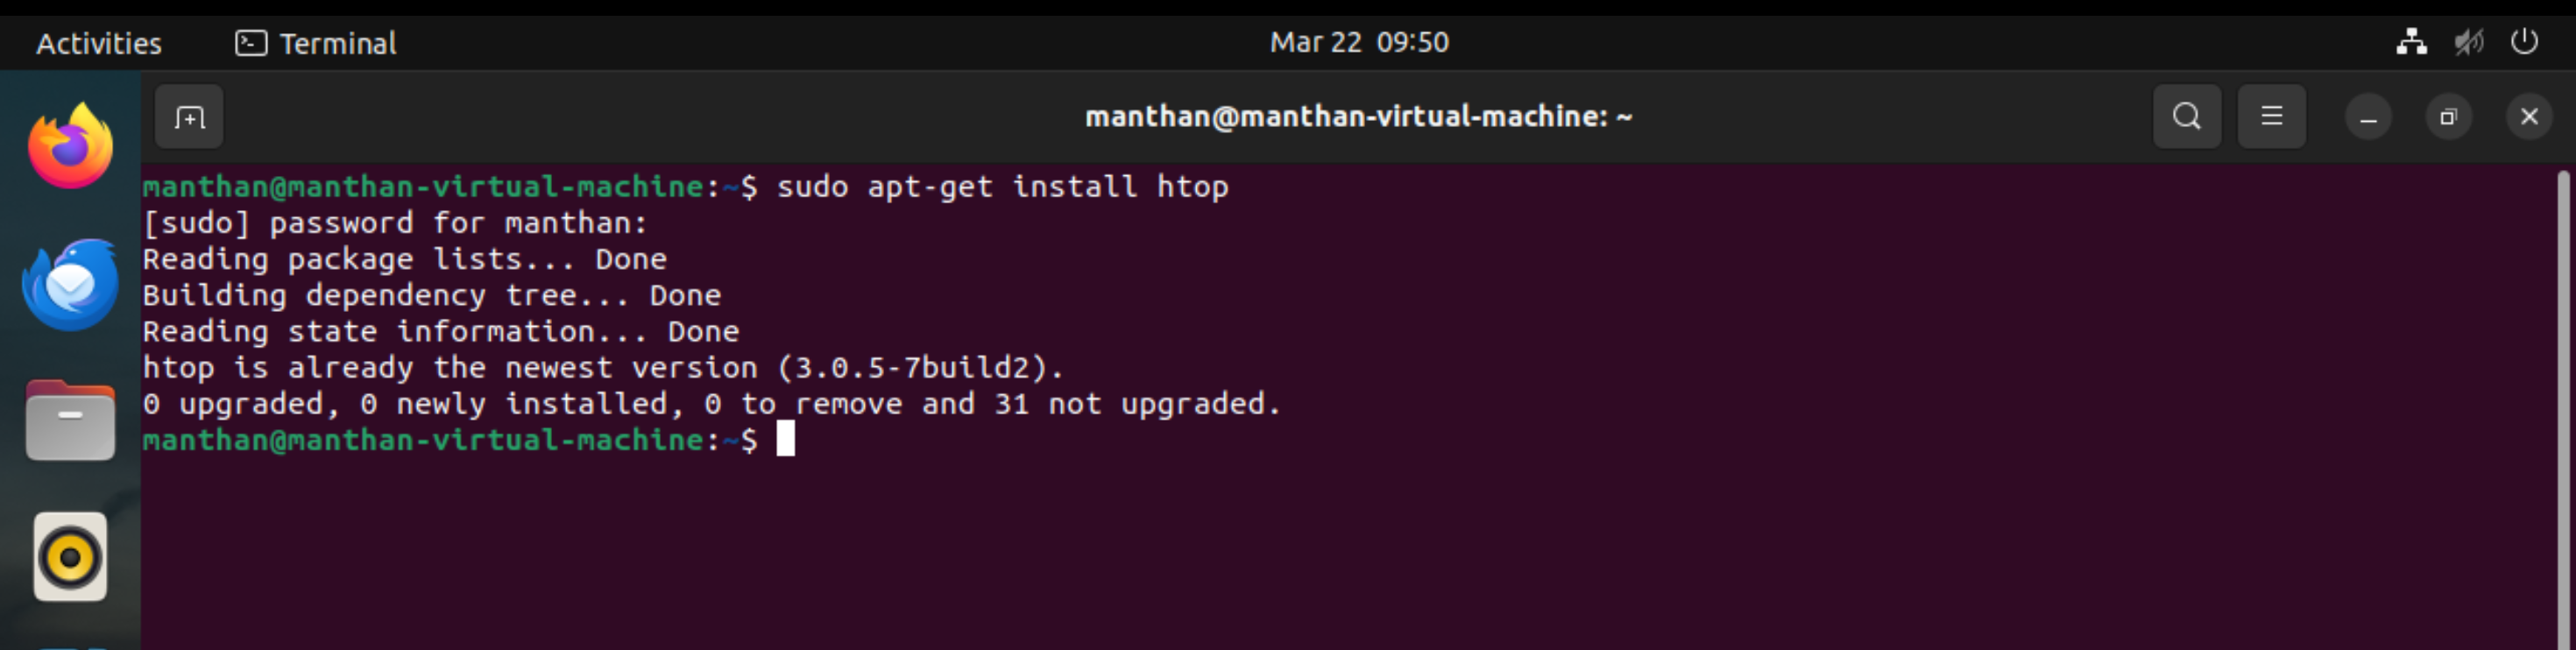 Activities
Terminal
Mar 22 09:50
manthan@manthan-virtual-machine: ~
manthan@manthan-virtual-machine:~$ sudo apt-get install htop
[sudo] password for manthan:
Reading package lists... Done
Building dependency tree... Done
Reading state information... Done
htop is already the newest version (3.0.5-7build2).
0 upgraded, 0 newly installed, 0 to remove and 31 not upgraded.
manthan@manthan-virtual-machine:~$